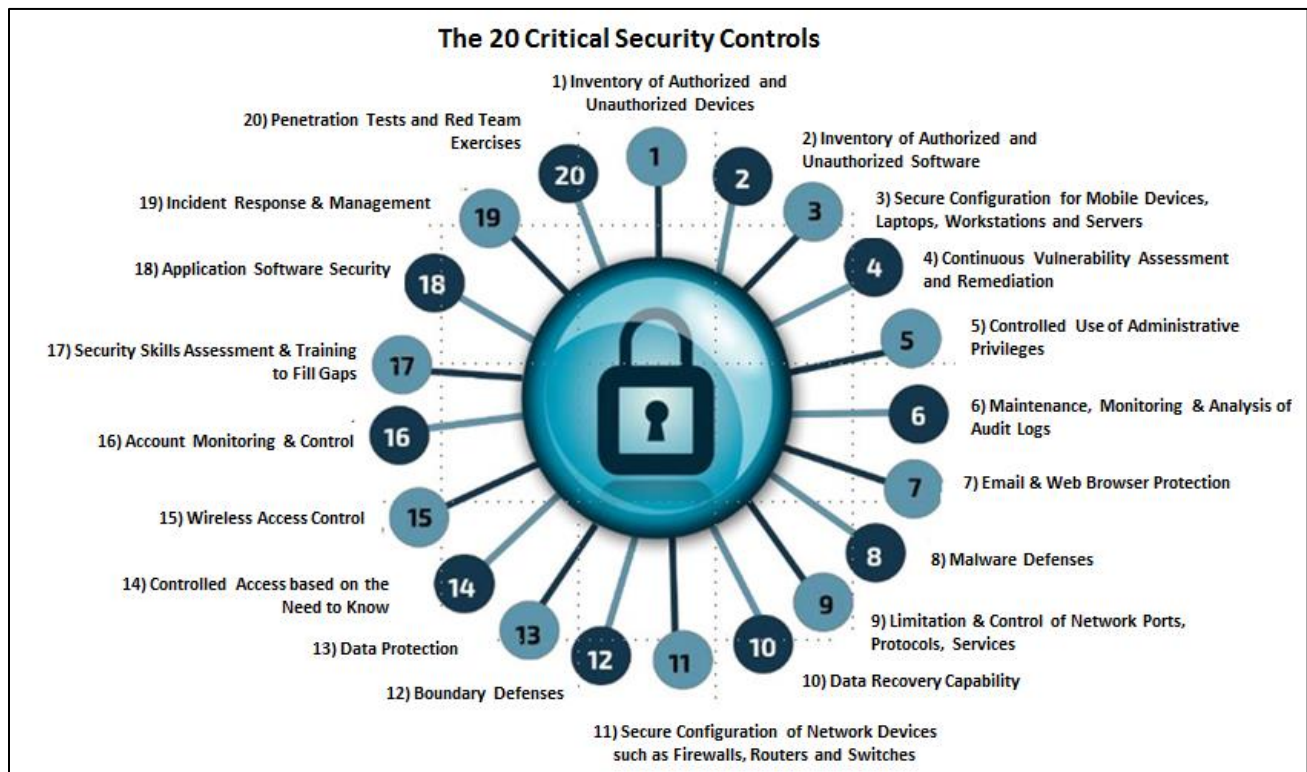 The 20 Critical Security Controls
1) Inventory of Authorized and
Unauthorized Devices
2) Inventory of Authorized and
Unauthorized Software
3) Secure Configuration for Mobile Devices,
Laptops, Workstations and Servers
4) Continuous Vulnerability Assessment
and Remediation
5) Controlled Use of Administrative
Privileges
6) Maintenance, Monitoring & Analysis of
Audit Logs
7) Email & Web Browser Protection
8) Malware Defenses
9) Limitation & Control of Network Ports,
Protocols, Services
10) Data Recovery Capability
11) Secure Configuration of Network Devices
such as Firewalls, Routers and Switches
12) Boundary Defenses
13) Data Protection
14) Controlled Access based on the
Need to Know
15) Wireless Access Control
16) Account Monitoring & Control
17) Security Skills Assessment & Training
to Fill Gaps
18) Application Software Security
19) Incident Response & Management
20) Penetration Tests and Red Team
Exercises
1
2
3
4
5
6
7
8
9
10
11
12
13
14
15
16
17
18
19
20